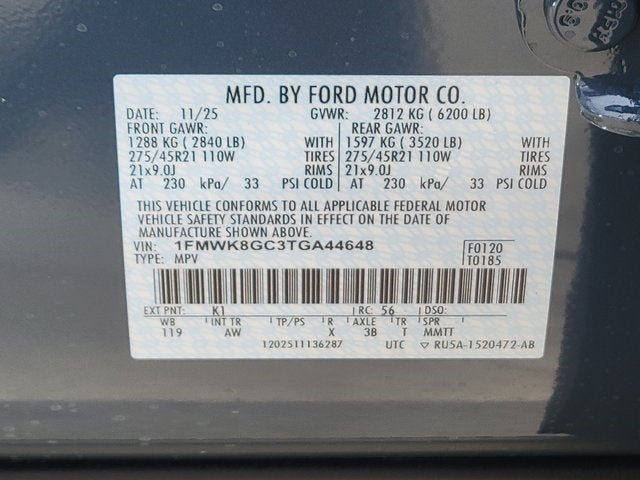 MFD. BY FORD MOTOR CO.
DATE: 11/25 GVWR: 2812 KG ( 6200 LB)
FRONT GAWR: REAR GAWR:
1288 KG ( 2840 LB) WITH 1597 KG ( 3520 LB) WITH
275/45R21 110W TIRES 275/45R21 110W TIRES
21x9.0J RIMS 21x9.0J RIMS
AT 230 kPa/ 33 PSI COLD AT 230 kPa/ 33 PSI COLD
THIS VEHICLE CONFORMS TO ALL APPLICABLE FEDERAL MOTOR
VEHICLE SAFETY STANDARDS IN EFFECT ON THE DATE OF
MANUFACTURE SHOWN ABOVE.
VIN: 1FMWK8GC3TGA44648 F0120
TYPE: MPV T0185
EXT PNT: K1 RC: 56 DSO:
WB INT TR TP/PS R AXLE TR SPR
119 AW X 3B T MMTT
1202511136287 UTC ▽ RU5A-1520472-AB